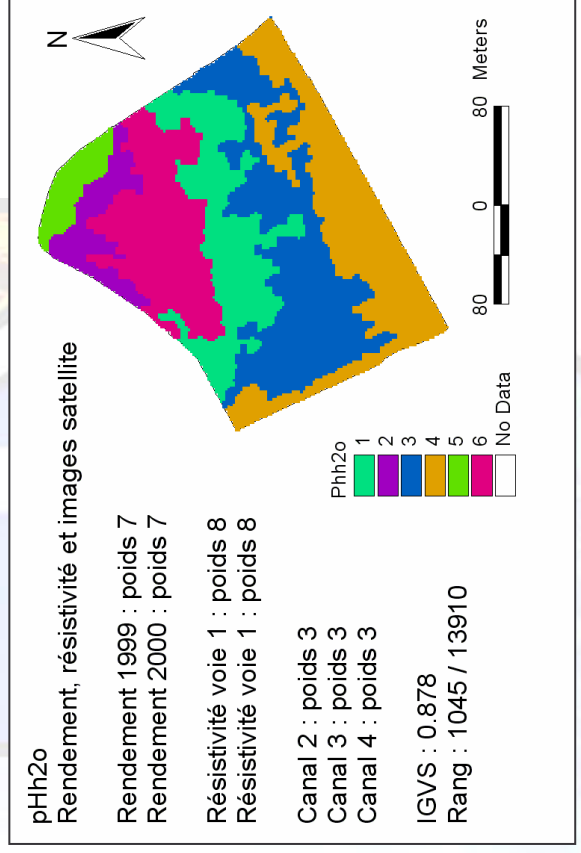 pHh2o
Rendement, résistivité et images satellite
Rendement 1999 : poids 7
Rendement 2000 : poids 7
Résistivité voie 1 : poids 8
Résistivité voie 1 : poids 8
Canal 2 : poids 3
Canal 3 : poids 3
Canal 4 : poids 3
IGVS : 0.878
Rang : 1045 / 13910
Phh2o
1
2
3
4
5
6
No Data
N
80 0 80 Meters